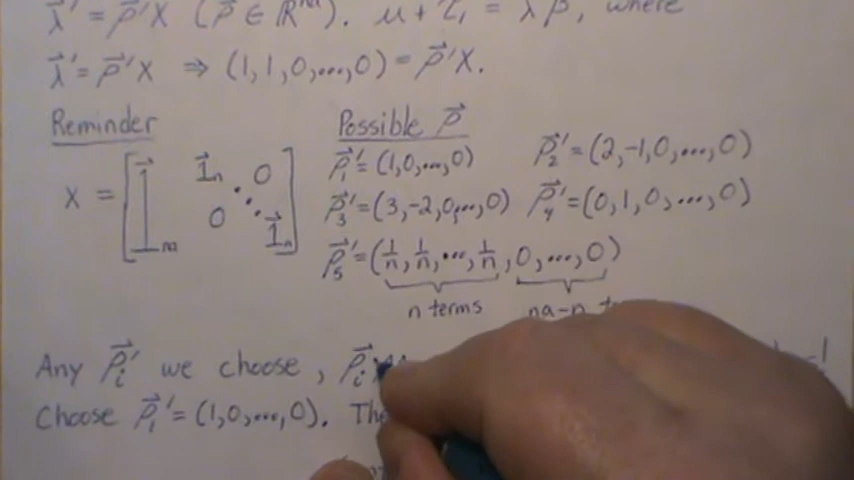 λ⃗' = ρ⃗'X (ρ⃗ ∈ ℝⁿᵃ). μ + τ₁ = λ⃗'β⃗, where
λ⃗' = ρ⃗'X ⇒ (1,1,0,...,0) = ρ⃗'X.
Reminder Possible ρ⃗
X = [1⃗ₙₐ 1⃗ₙ ⋱ 0 0 1⃗ₙ]
ρ⃗₁' = (1,0,...,0) ρ⃗₂' = (2,-1,0,...,0)
ρ⃗₃' = (3,-2,0,...,0) ρ⃗₄' = (0,1,0,...,0)
ρ⃗₅' = (1/n, 1/n, ..., 1/n, 0, ..., 0)
n terms na-n
Any ρ⃗ᵢ' we choose, ρ⃗ᵢ'
Choose ρ⃗₁' = (1,0,...,0).